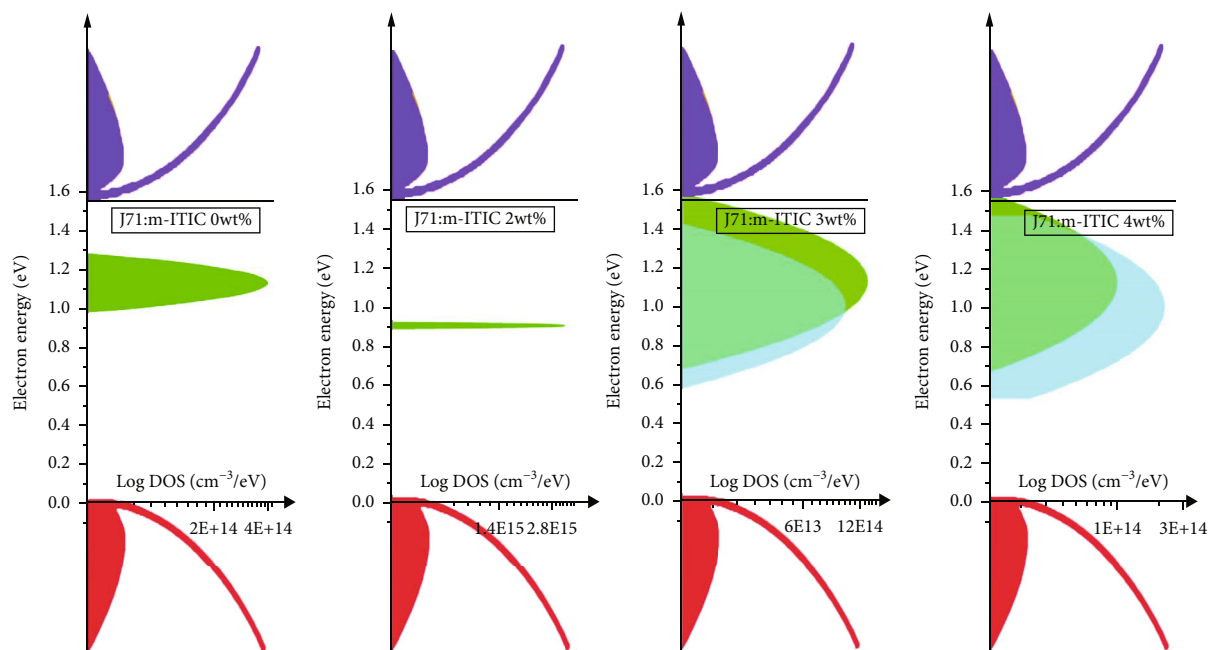 1.6
1.4
1.2
1.0
0.8
0.6
0.4
0.2
0.0
Electron energy (eV)
J71:m-ITIC 0wt%
Log DOS (cm⁻³/eV)
2E+14 4E+14
1.6
1.4
1.2
1.0
0.8
0.6
0.4
0.2
0.0
Electron energy (eV)
J71:m-ITIC 2wt%
Log DOS (cm⁻³/eV)
1.4E15 2.8E15
1.6
1.4
1.2
1.0
0.8
0.6
0.4
0.2
0.0
Electron energy (eV)
J71:m-ITIC 3wt%
Log DOS (cm⁻³/eV)
6E13 12E14
1.6
1.4
1.2
1.0
0.8
0.6
0.4
0.2
0.0
Electron energy (eV)
J71:m-ITIC 4wt%
Log DOS (cm⁻³/eV)
1E+14 3E+14